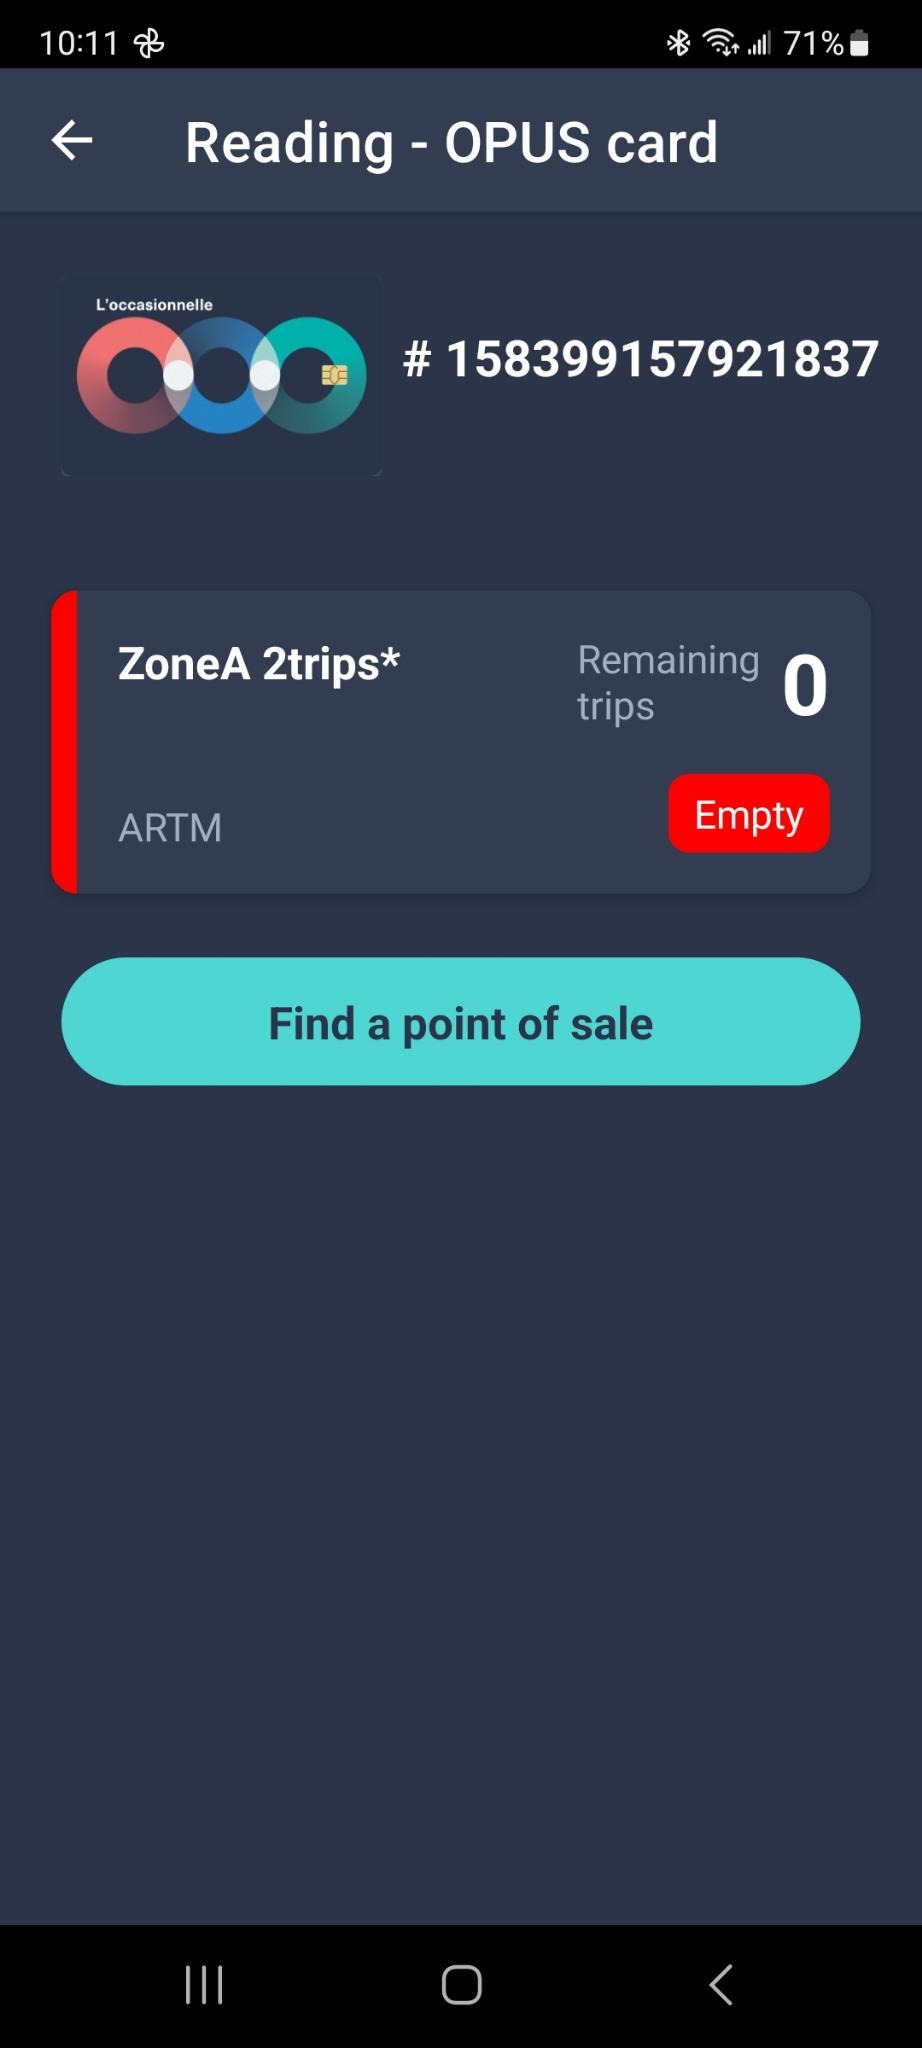 10:11
71%
Reading - OPUS card
L'occasionnelle
# 158399157921837
ZoneA 2trips*
Remaining
trips
0
ARTM
Empty
Find a point of sale